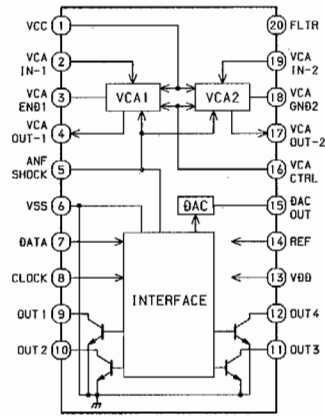 VCC 1
20 FLTR
VCA IN-1 2
19 VCA IN-2
VCA END1 3
VCA1
VCA2
18 VCA GND2
VCA OUT-1 4
17 VCA OUT-2
ANF SHOCK 5
16 VCA CTRL
VSS 6
DAC
15 DAC OUT
DATA 7
14 REF
CLOCK 8
13 VDD
INTERFACE
OUT1 9
12 OUT4
OUT2 10
11 OUT3